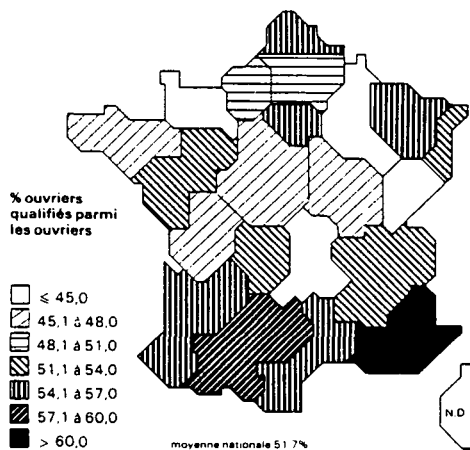 % ouvriers
qualifiés parmi
les ouvriers
≤ 45,0
45,1 à 48,0
48,1 à 51,0
51,1 à 54,0
54,1 à 57,0
57,1 à 60,0
> 60,0
moyenne nationale 51 7%
N.D